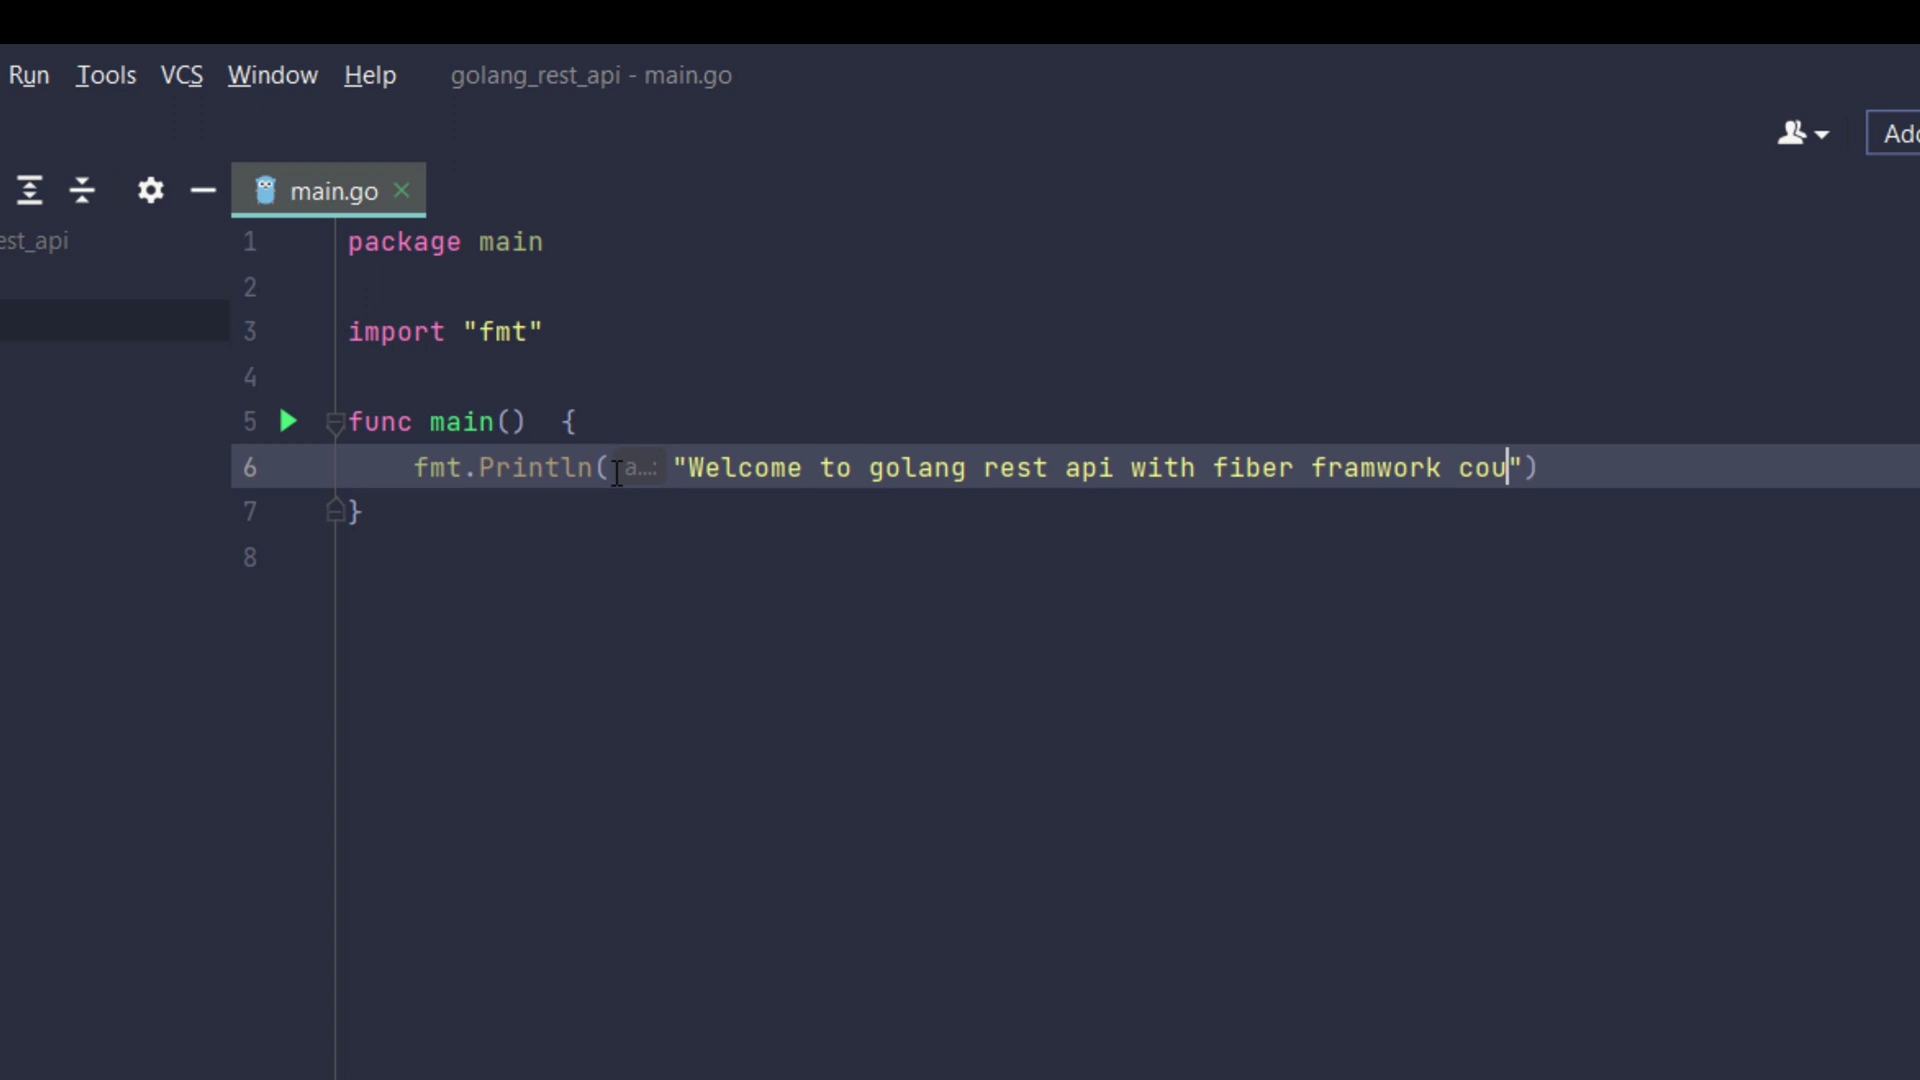 Run Tools VCS Window Help golang_rest_api - main.go
Add
main.go
est_api
1 package main
2
3 import "fmt"
4
5 func main() {
6 fmt.Println( a...: "Welcome to golang rest api with fiber framwork cou")
7 }
8